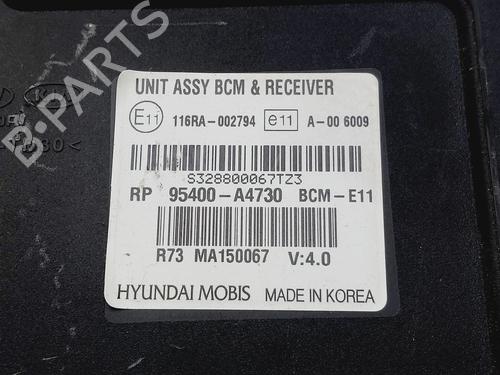 UNIT ASSY BCM & RECEIVER
E11 116RA-002794 e11 A-00 6009
S328800067TZ3
RP 95400-A4730 BCM-E11
R73 MA150067 V:4.0
HYUNDAI MOBIS MADE IN KOREA
B-PARTS